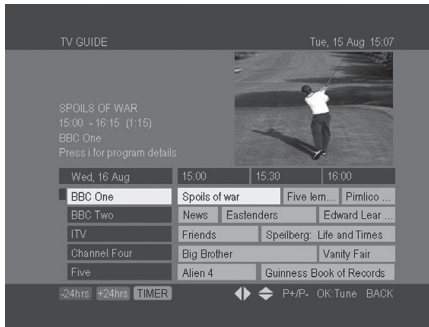 TV GUIDE Tue, 15 Aug 15:07
SPOILS OF WAR
15:00 - 16:15 (1:15)
BBC One
Press i for program details
Wed, 16 Aug 15:00 15:30 16:00
BBC One Spoils of war Five lem... Pimlico ...
BBC Two News Eastenders Edward Lear ...
ITV Friends Speilberg: Life and Times
Channel Four Big Brother Vanity Fair
Five Alien 4 Guinness Book of Records
-24hrs +24hrs TIMER P+/P- OK:Tune BACK